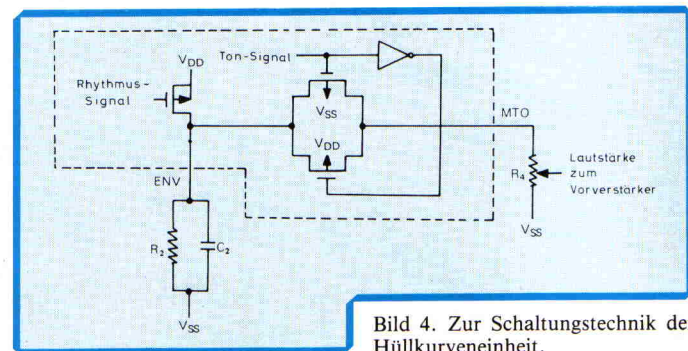 VDD
Ton-Signal
Rhythmus-
Signal
VSS
VDD
MTO
ENV
R4
Lautstärke
zum
Vorverstärker
R2
C2
VSS
VSS
Bild 4. Zur Schaltungstechnik de
Hüllkurveneinheit.